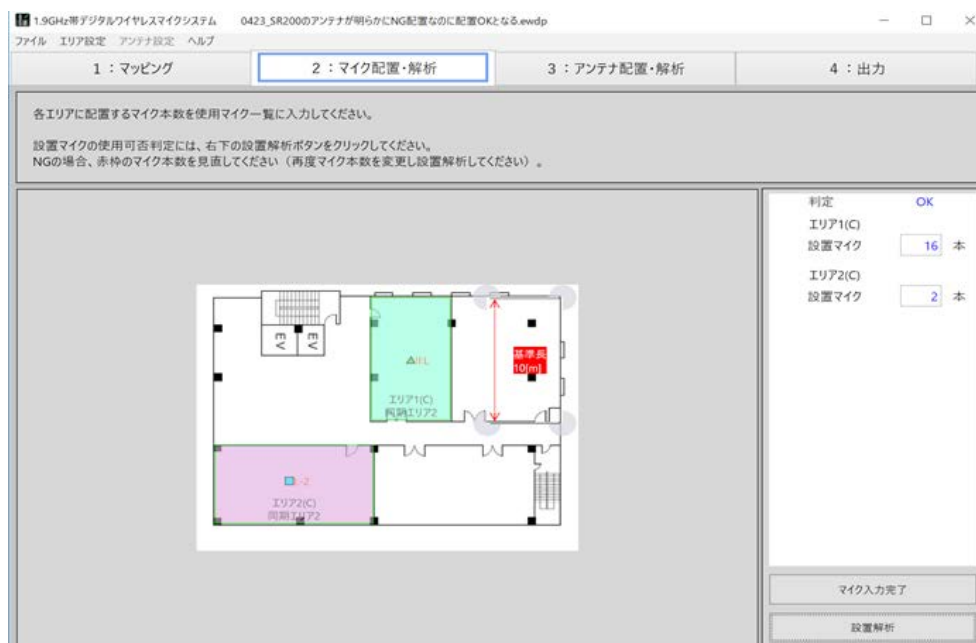 1.9GHz帯デジタルワイヤレスマイクシステム 0423_SR200のアンテナが明らかにNG配置なのに配置OKとなる.ewdp
ファイル エリア設定 アンテナ設定 ヘルプ
1：マッピング 2：マイク配置・解析 3：アンテナ配置・解析 4：出力
各エリアに配置するマイク本数を使用マイク一覧に入力してください。
設置マイクの使用可否判定には、右下の設置解析ボタンをクリックしてください。
NGの場合、赤枠のマイク本数を見直してください（再度マイク本数を変更し設置解析してください）。
判定 OK
エリア1(C)
設置マイク 16 本
エリア2(C)
設置マイク 2 本
EV EV
基準長
10[m]
エリア1(C)
同期エリア2
エリア2(C)
同期エリア2
マイク入力完了
設置解析